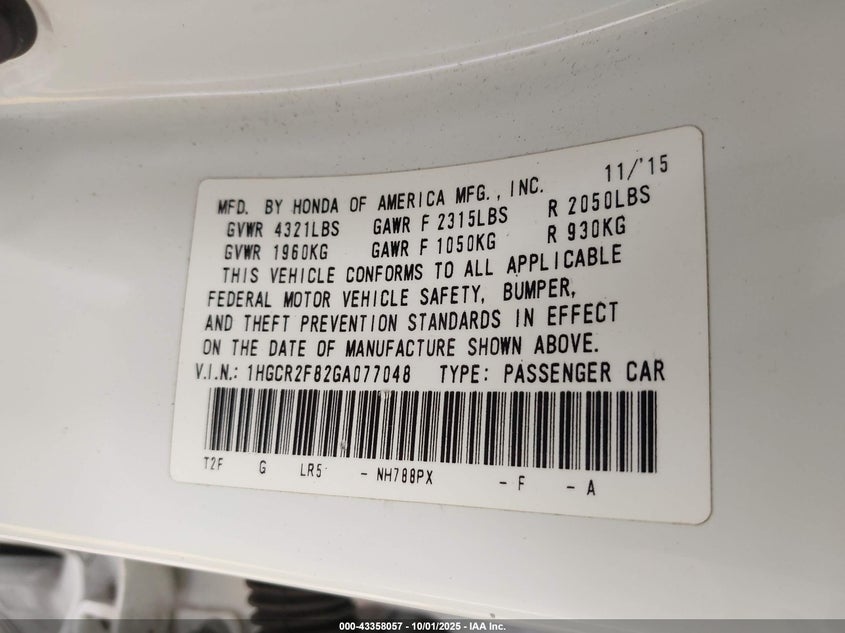 11/'15
MFD. BY HONDA OF AMERICA MFG., INC.
GVWR 4321LBS GAWR F 2315LBS R 2050LBS
GVWR 1960KG GAWR F 1050KG R 930KG
THIS VEHICLE CONFORMS TO ALL APPLICABLE
FEDERAL MOTOR VEHICLE SAFETY, BUMPER,
AND THEFT PREVENTION STANDARDS IN EFFECT
ON THE DATE OF MANUFACTURE SHOWN ABOVE.
V.I.N.: 1HGCR2F82GA077048 TYPE: PASSENGER CAR
T2F G LR5 - NH788PX - F - A
000-43358057 - 10/01/2025 - IAA Inc.